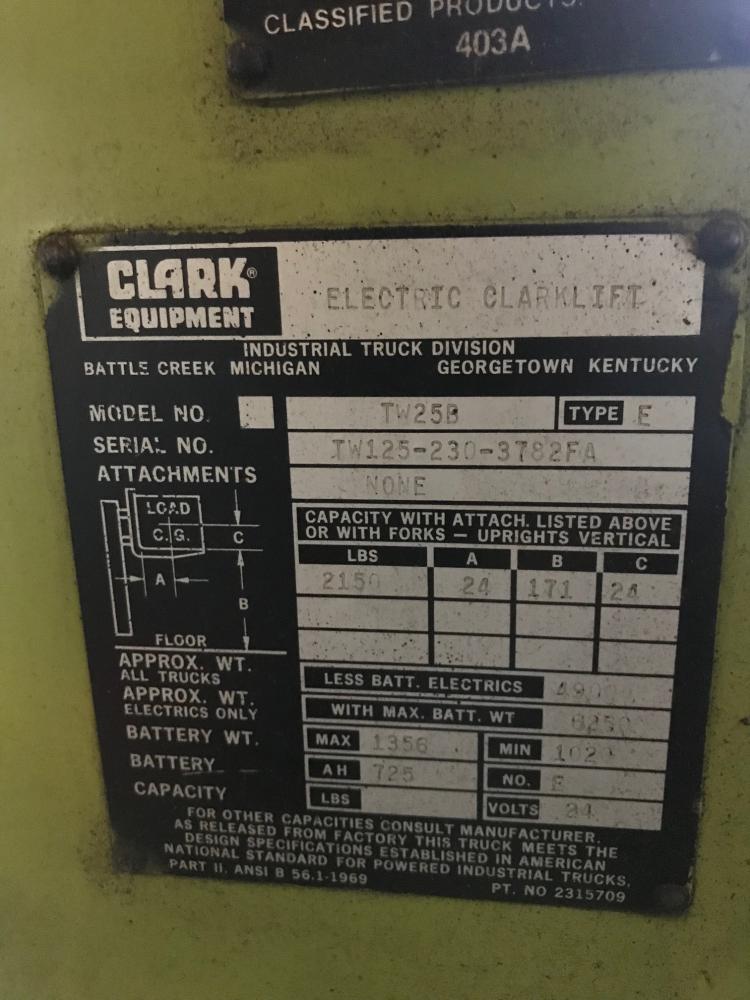 CLASSIFIED PRODUCTS.
403A
CLARK®
EQUIPMENT
ELECTRIC CLARKLIFT
INDUSTRIAL TRUCK DIVISION
BATTLE CREEK MICHIGAN GEORGETOWN KENTUCKY
MODEL NO. TW25B TYPE E
SERIAL NO. TW125-230-3782FA
ATTACHMENTS NONE
LOAD
C.G.
C
A
B
FLOOR
CAPACITY WITH ATTACH. LISTED ABOVE
OR WITH FORKS — UPRIGHTS VERTICAL
LBS A B C
2150 24 171 24
APPROX. WT.
ALL TRUCKS
LESS BATT. ELECTRICS
APPROX. WT.
ELECTRICS ONLY
WITH MAX. BATT. WT 6250
BATTERY WT. MAX 1356 MIN 1020
BATTERY AH 725 NO. E
CAPACITY LBS VOLTS 24
FOR OTHER CAPACITIES CONSULT MANUFACTURER.
AS RELEASED FROM FACTORY THIS TRUCK MEETS THE
DESIGN SPECIFICATIONS ESTABLISHED IN AMERICAN
NATIONAL STANDARD FOR POWERED INDUSTRIAL TRUCKS,
PART II, ANSI B 56.1-1969
PT. NO 2315709